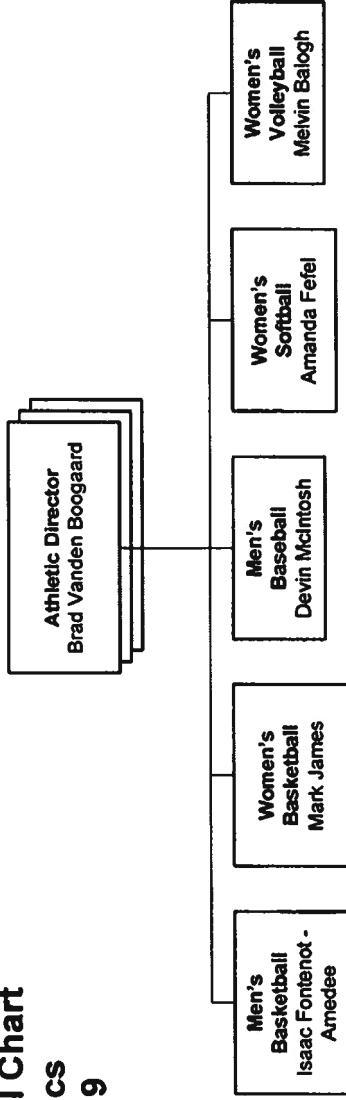 Chart
cs
9
Athletic Director
Brad Vanden Boogaard
Men's
Basketball
Isaac Fontenot -
Amedee
Women's
Basketball
Mark James
Men's
Baseball
Devin McIntosh
Women's
Softball
Amanda Fefel
Women's
Volleyball
Melvin Balogh